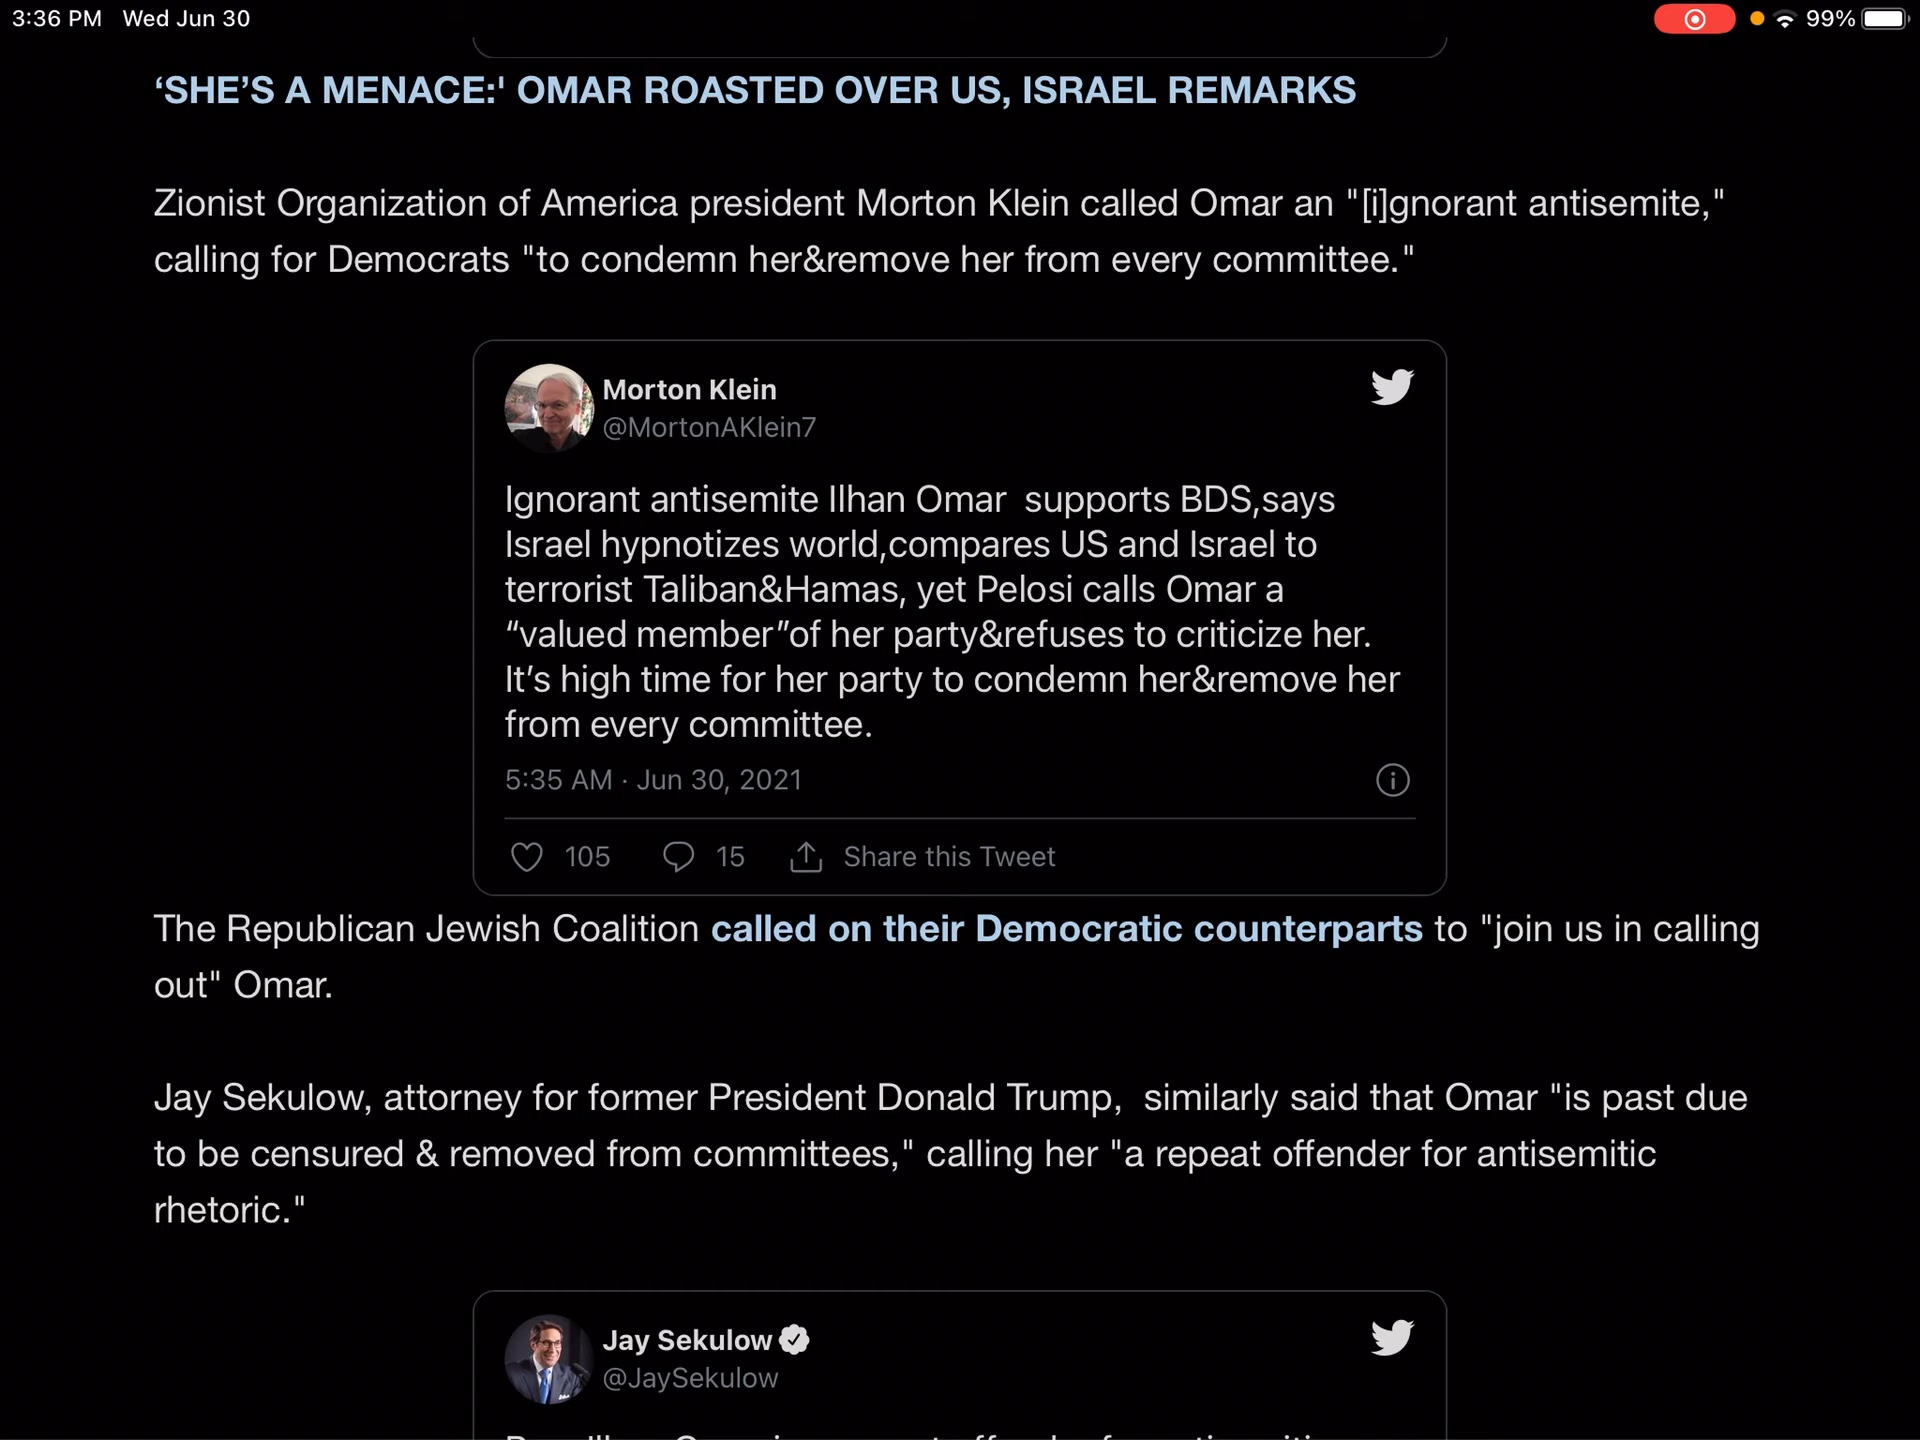 3:36 PM Wed Jun 30
99%
‘SHE’S A MENACE:' OMAR ROASTED OVER US, ISRAEL REMARKS
Zionist Organization of America president Morton Klein called Omar an "[i]gnorant antisemite,"
calling for Democrats "to condemn her&remove her from every committee."
Morton Klein
@MortonAKlein7
Ignorant antisemite Ilhan Omar  supports BDS,says
Israel hypnotizes world,compares US and Israel to
terrorist Taliban&Hamas, yet Pelosi calls Omar a
“valued member”of her party&refuses to criticize her.
It’s high time for her party to condemn her&remove her
from every committee.
5:35 AM · Jun 30, 2021
105 15 Share this Tweet
The Republican Jewish Coalition called on their Democratic counterparts to "join us in calling
out" Omar.
Jay Sekulow, attorney for former President Donald Trump,  similarly said that Omar "is past due
to be censured & removed from committees," calling her "a repeat offender for antisemitic
rhetoric."
Jay Sekulow
@JaySekulow